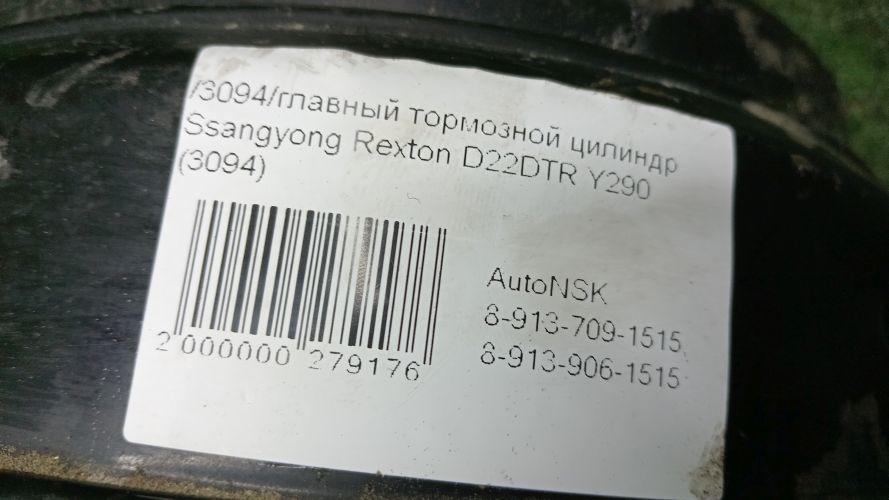 /3094/главный тормозной цилиндр
Ssangyong Rexton D22DTR Y290
(3094)
2 000000 279176
AutoNSK
8-913-709-1515
8-913-906-1515